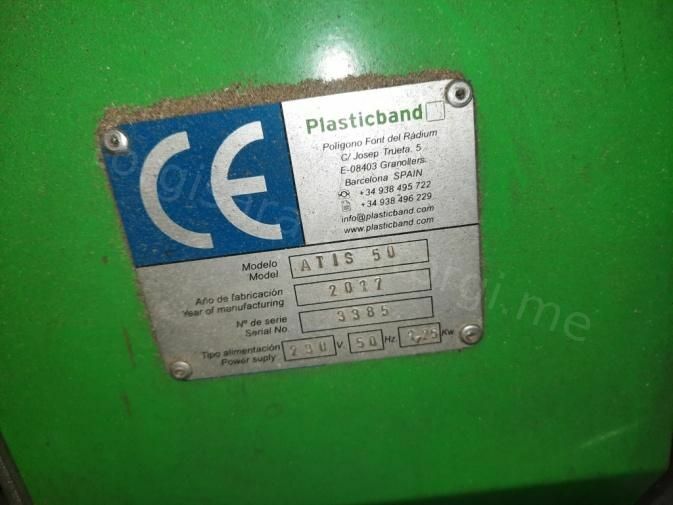 CE
Plasticband
Polígono Font del Ràdium
C/ Josep Trueta, 5
E-08403 Granollers.
Barcelona SPAIN
+34 938 495 722
+34 938 496 229
info@plasticband.com
www.plasticband.com
Modelo
Model
ATIS 50
Año de fabricación
Year of manufacturing
2017
Nº de serie
Serial No.
3385
Tipo alimentación
Power suply
230 V. 50 Hz. Kw.